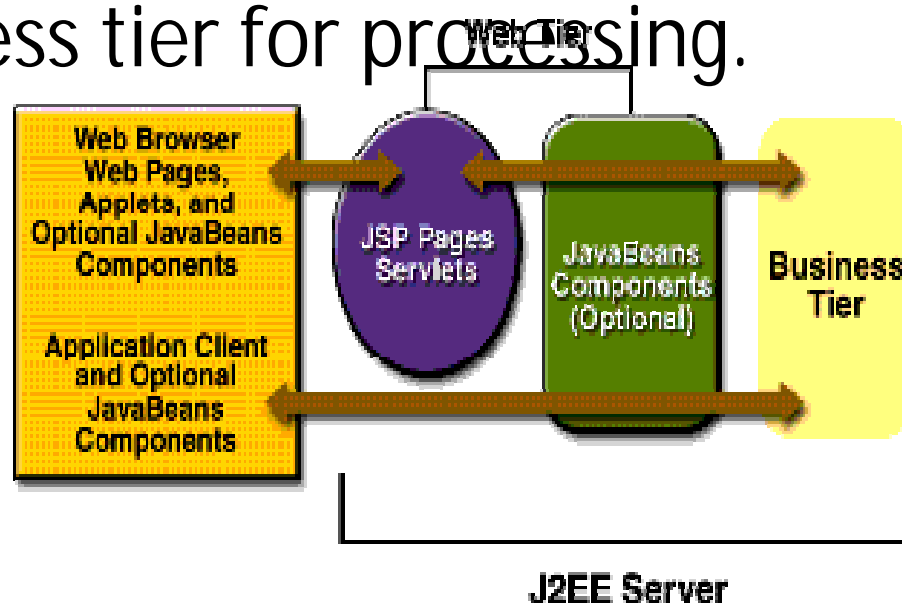 ess tier for processing.
Web Tier
Web Browser
Web Pages,
Applets, and
Optional JavaBeans
Components
Application Client
and Optional
JavaBeans
Components
JSP Pages
Servlets
JavaBeans
Components
(Optional)
Business
Tier
J2EE Server